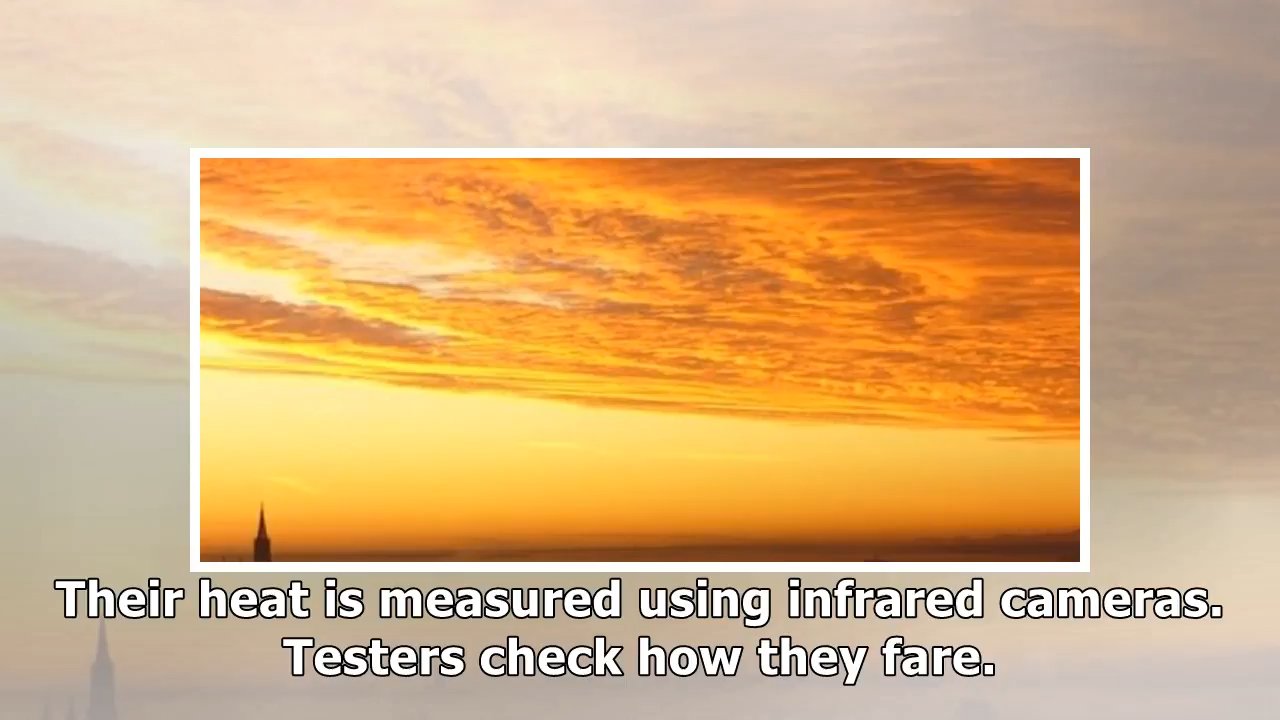 Their heat is measured using infrared cameras.
Testers check how they fare.